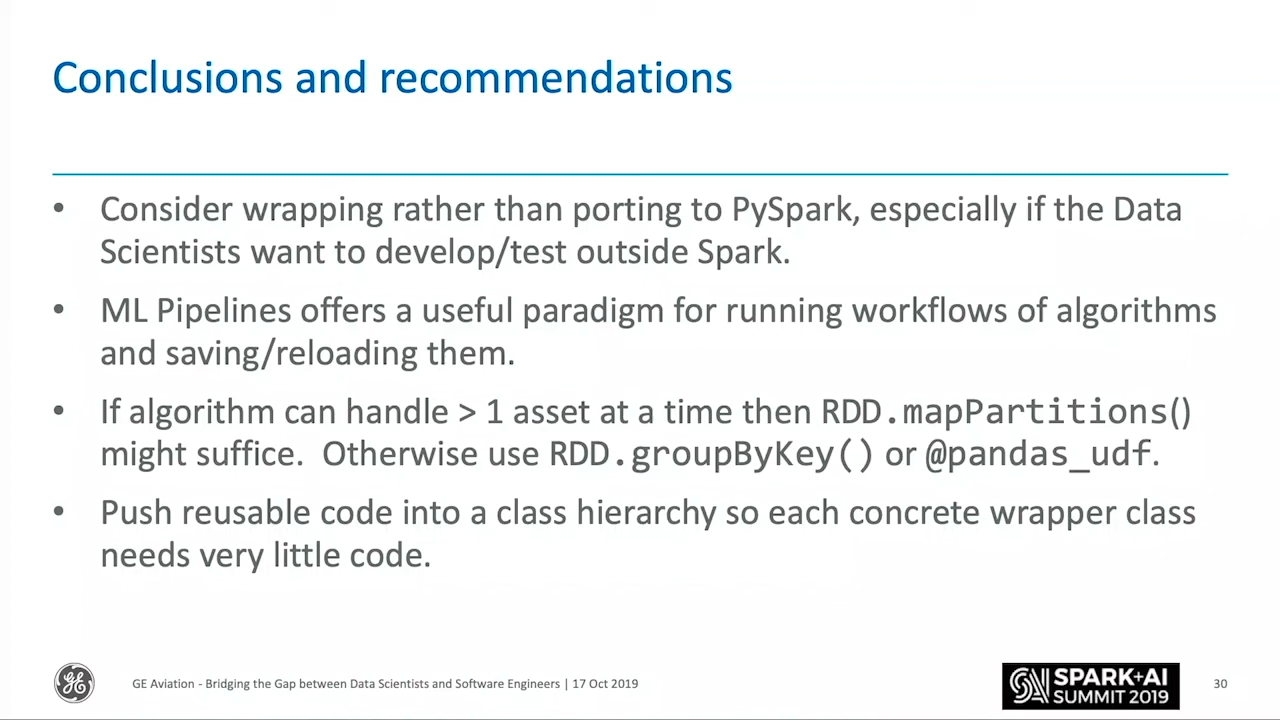 Conclusions and recommendations
• Consider wrapping rather than porting to PySpark, especially if the Data
Scientists want to develop/test outside Spark.
• ML Pipelines offers a useful paradigm for running workflows of algorithms
and saving/reloading them.
• If algorithm can handle > 1 asset at a time then RDD.mapPartitions()
might suffice.  Otherwise use RDD.groupByKey() or @pandas_udf.
• Push reusable code into a class hierarchy so each concrete wrapper class
needs very little code.
GE
GE Aviation - Bridging the Gap between Data Scientists and Software Engineers | 17 Oct 2019
SPARK+AI
SUMMIT 2019
30